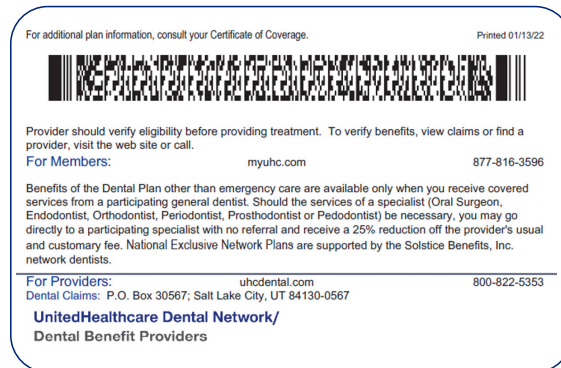 For additional plan information, consult your Certificate of Coverage. Printed 01/13/22
Provider should verify eligibility before providing treatment. To verify benefits, view claims or find a
provider, visit the web site or call.
For Members: myuhc.com 877-816-3596
Benefits of the Dental Plan other than emergency care are available only when you receive covered
services from a participating general dentist. Should the services of a specialist (Oral Surgeon,
Endodontist, Orthodontist, Periodontist, Prosthodontist or Pedodontist) be necessary, you may go
directly to a participating specialist with no referral and receive a 25% reduction off the provider's usual
and customary fee. National Exclusive Network Plans are supported by the Solstice Benefits, Inc.
network dentists.
For Providers: uhcdental.com 800-822-5353
Dental Claims: P.O. Box 30567; Salt Lake City, UT 84130-0567
UnitedHealthcare Dental Network/
Dental Benefit Providers